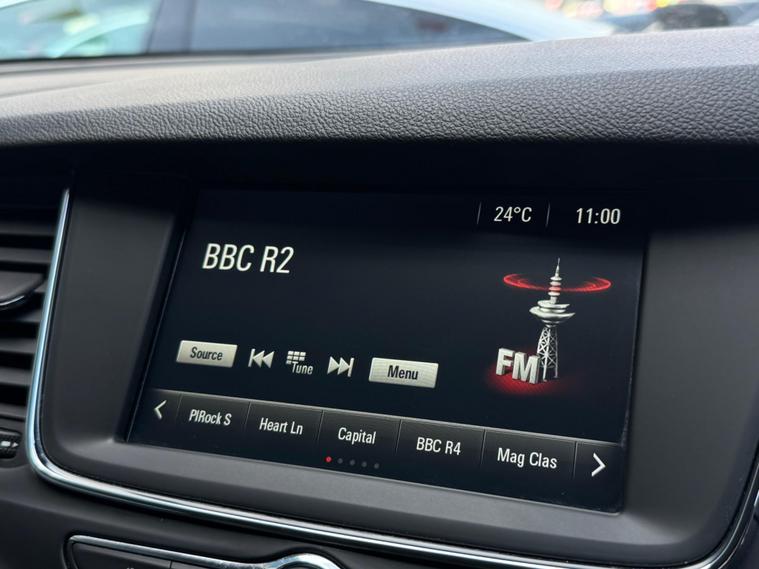 24°C 11:00
BBC R2
FM
Source Tune Menu
PlRock S Heart Ln Capital BBC R4 Mag Clas